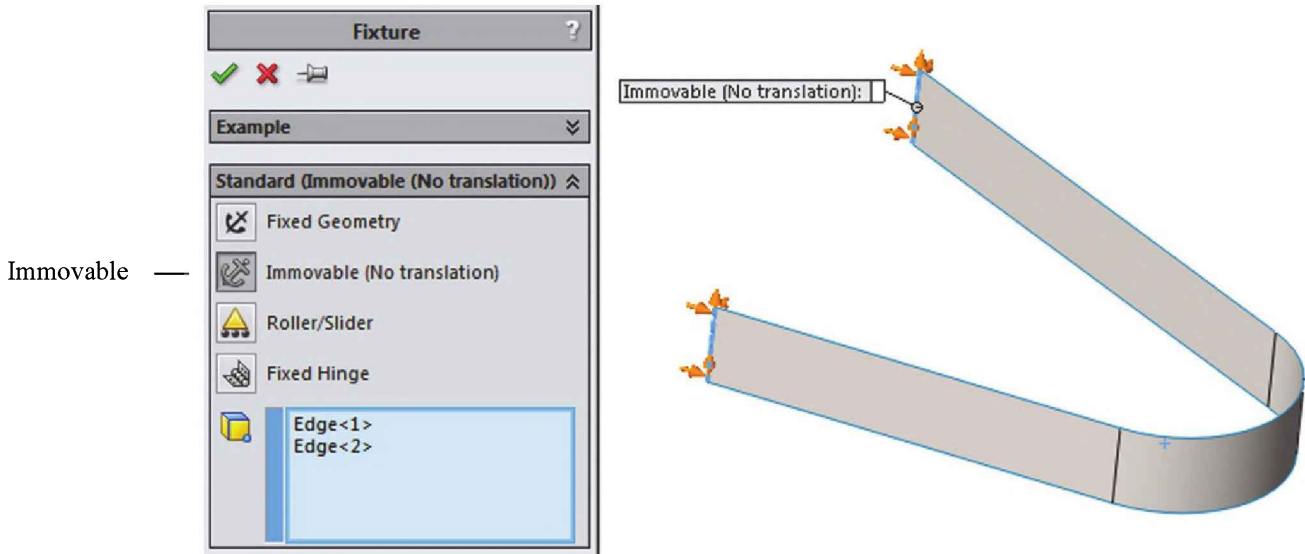 Fixture ?
Example
Standard (Immovable (No translation))
Fixed Geometry
Immovable
Immovable (No translation)
Roller/Slider
Fixed Hinge
Edge<1>
Edge<2>
Immovable (No translation):